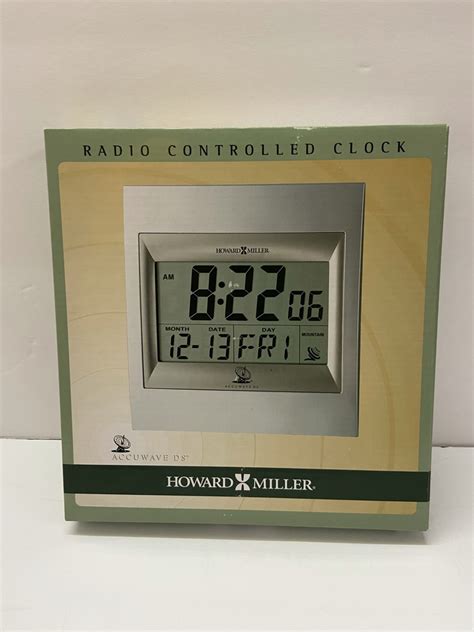 RADIO CONTROLLED CLOCK
HOWARD MILLER
AM
8:22 06
MONTH DATE DAY MOUNTAIN
12-13 FRI
ACCUWAVE DS
ACCUWAVE DS™
HOWARD MILLER®